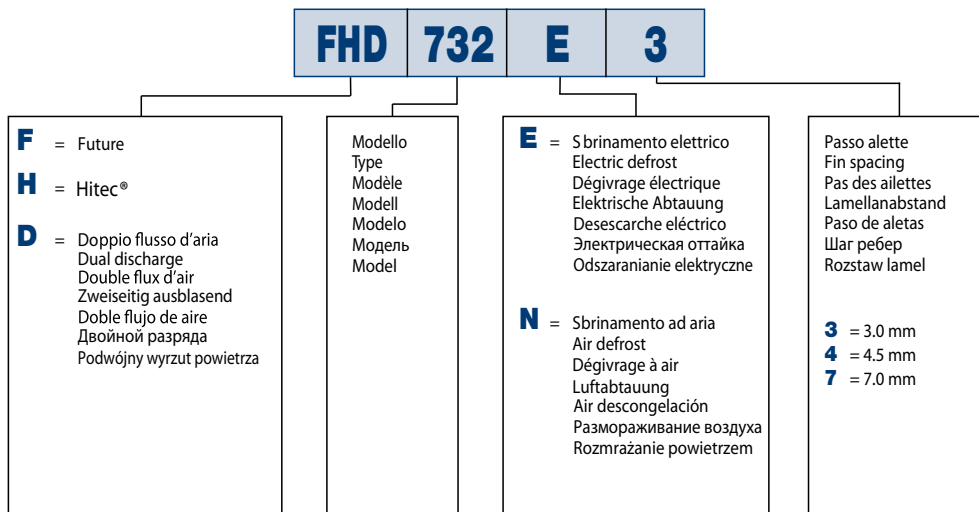 FHD 732 E 3
F = Future
H = Hitec®
D = Doppio flusso d'aria
Dual discharge
Double flux d'air
Zweiseitig ausblasend
Doble flujo de aire
Двойной разряда
Podwójny wyrzut powietrza
Modello
Type
Modèle
Modell
Modelo
Модель
Model
E = S brinamento elettrico
Electric defrost
Dégivrage électrique
Elektrische Abtauung
Desescarche eléctrico
Электрическая оттайка
Odszaranianie elektryczne
N = Sbrinamento ad aria
Air defrost
Dégivrage à air
Luftabtauung
Air descongelación
Размораживание воздуха
Rozmrażanie powietrzem
Passo alette
Fin spacing
Pas des ailettes
Lamellanabstand
Paso de aletas
Шаг ребер
Rozstaw lamel
3 = 3.0 mm
4 = 4.5 mm
7 = 7.0 mm